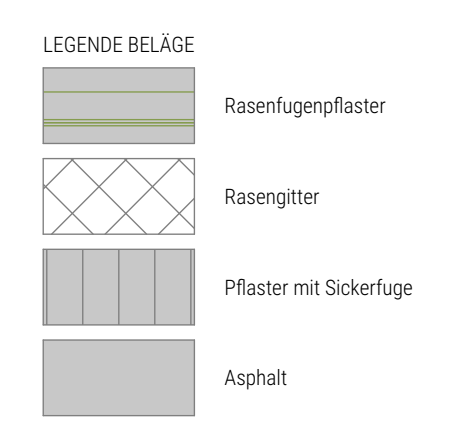 LEGENDE BELÄGE
Rasenfugenpflaster
Rasengitter
Pflaster mit Sickerfuge
Asphalt